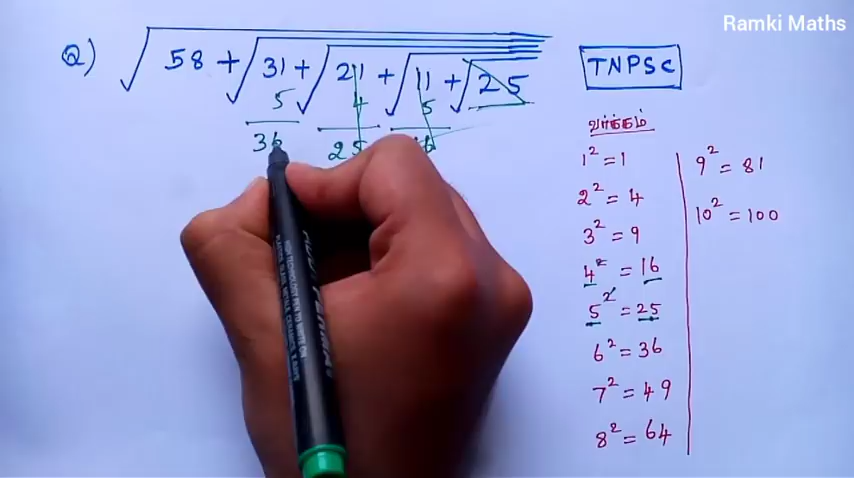 Ramki Maths
Q) √58 + √31 + √21 + √11 + √25
5 4 5
36 25 16
TNPSC
வர்க்கம்
1² = 1
2² = 4
3² = 9
4² = 16
5² = 25
6² = 36
7² = 49
8² = 64
9² = 81
10² = 100